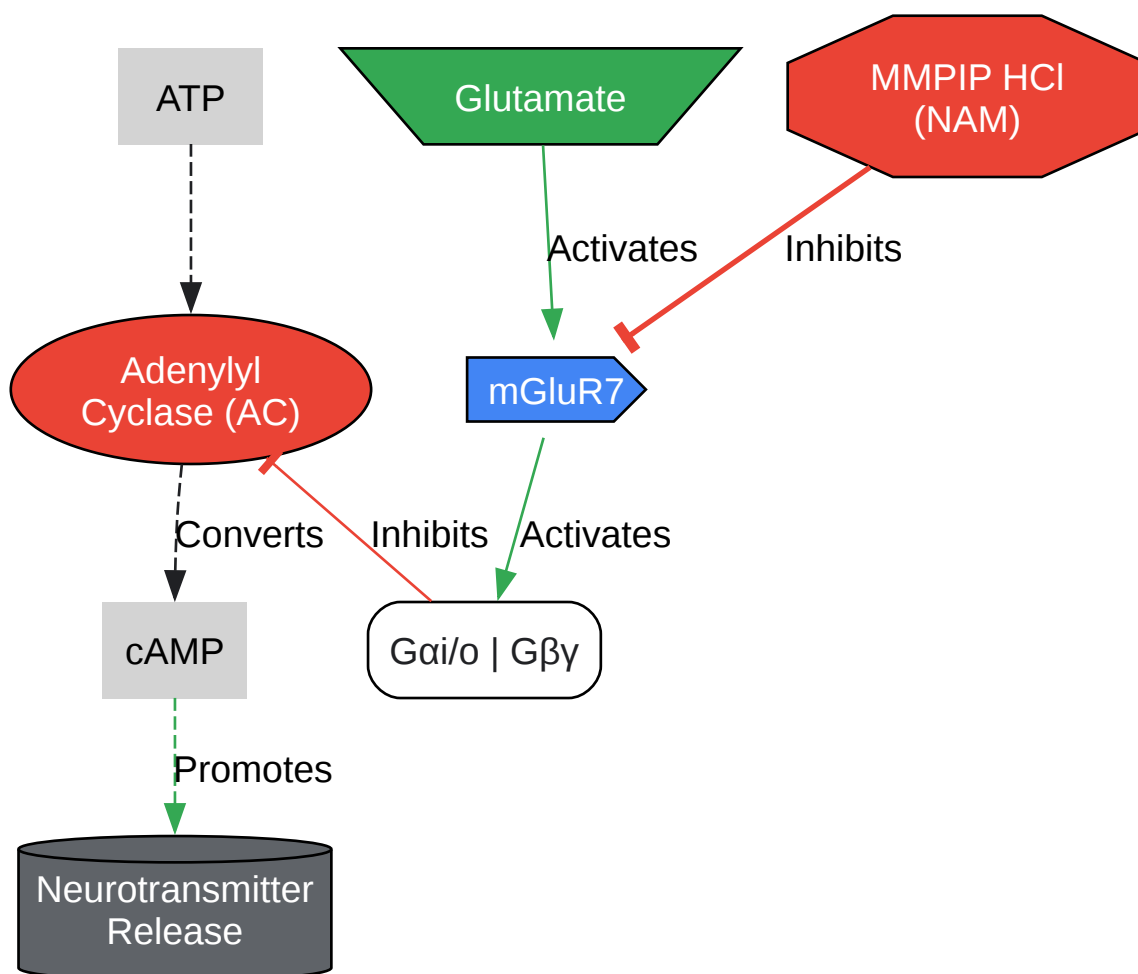 ATP
Glutamate
MMPIP HCl
(NAM)
Activates
Inhibits
Adenylyl
Cyclase (AC)
mGluR7
Converts
Inhibits
Activates
cAMP
Gαi/o | Gβγ
Promotes
Neurotransmitter
Release